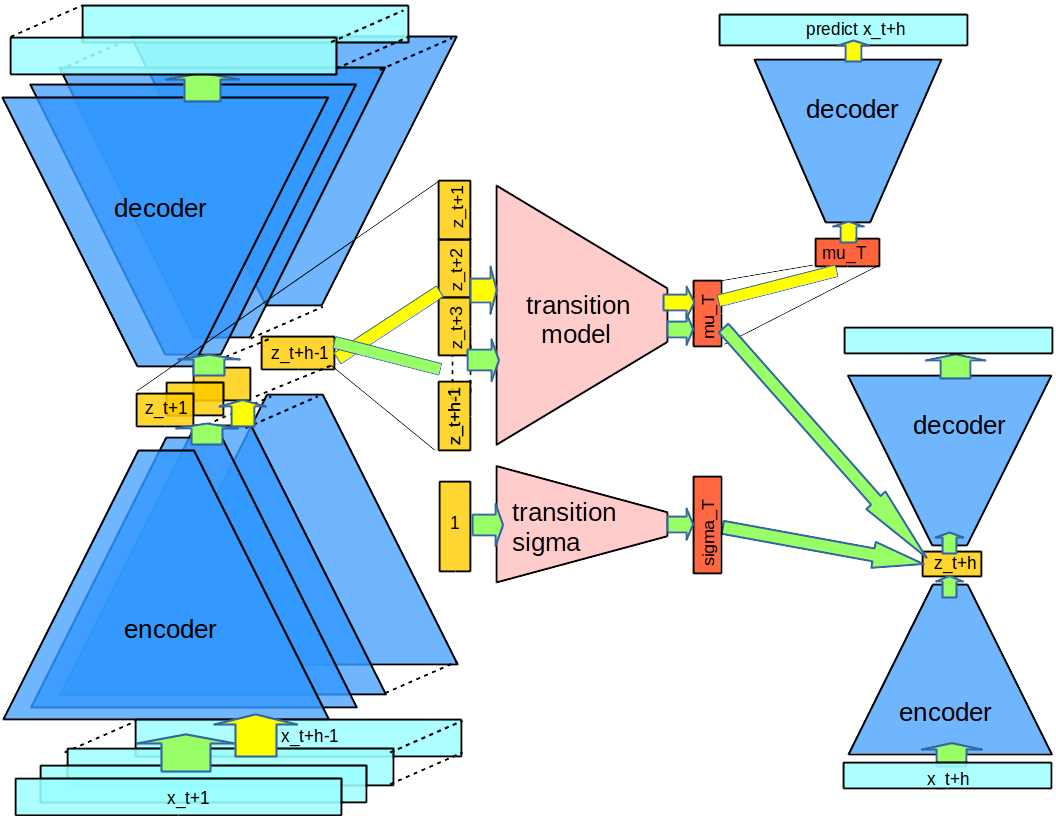 predict x_t+h
decoder
mu_T
decoder
z_t+1
z_t+2
z_t+3
z_t+h-1
transition
model
mu_T
z_t+h-1
z_t+1
decoder
1
transition
sigma
sigma_T
z_t+h
encoder
encoder
x_t+h-1
x_t+1
x_t+h